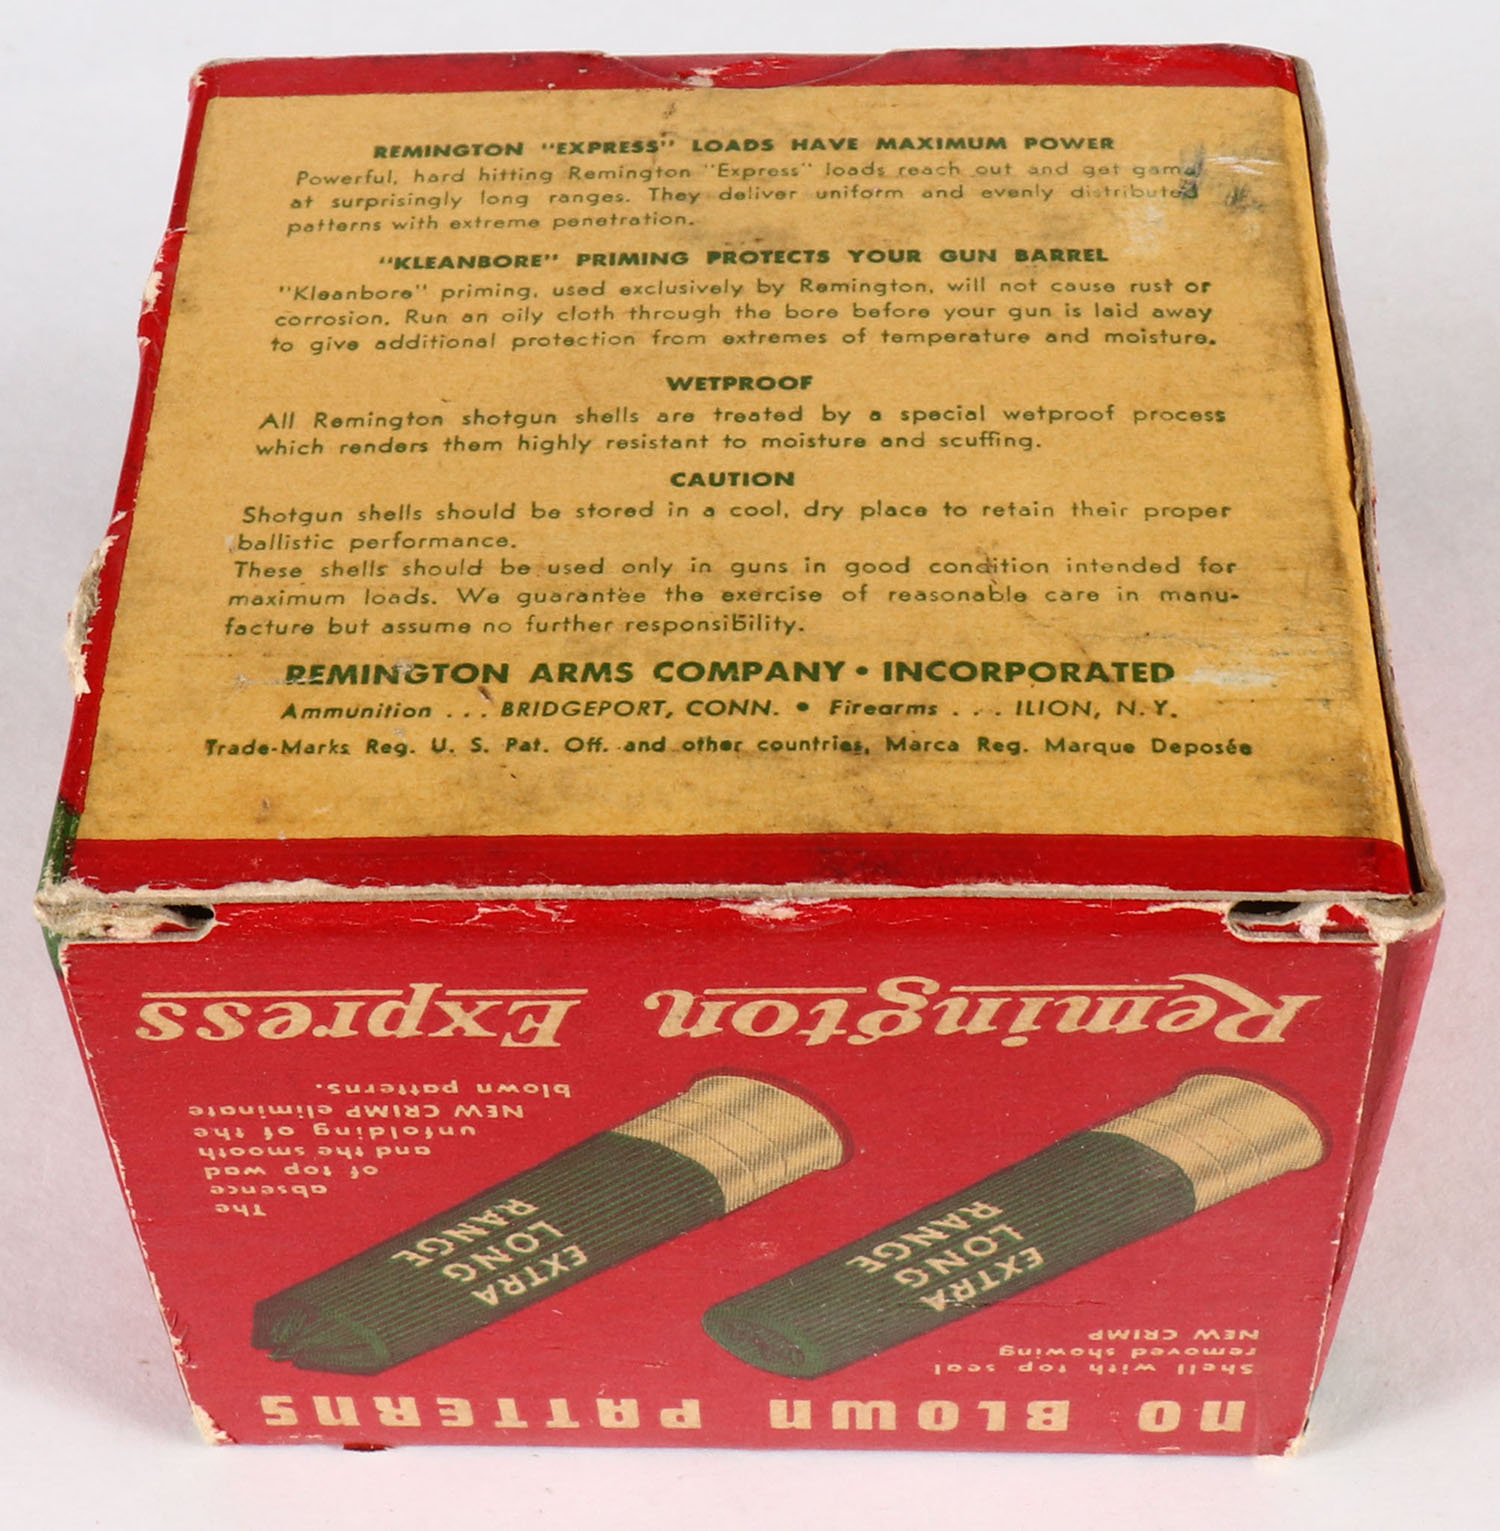 REMINGTON "EXPRESS" LOADS HAVE MAXIMUM POWER
Powerful, hard hitting Remington "Express" loads reach out and get game
at surprisingly long ranges. They deliver uniform and evenly distributed
patterns with extreme penetration.
"KLEANBORE" PRIMING PROTECTS YOUR GUN BARREL
"Kleanbore" priming, used exclusively by Remington, will not cause rust or
corrosion. Run an oily cloth through the bore before your gun is laid away
to give additional protection from extremes of temperature and moisture.
WETPROOF
All Remington shotgun shells are treated by a special wetproof process
which renders them highly resistant to moisture and scuffing.
CAUTION
Shotgun shells should be stored in a cool, dry place to retain their proper
ballistic performance.
These shells should be used only in guns in good condition intended for
maximum loads. We guarantee the exercise of reasonable care in manu-
facture but assume no further responsibility.
REMINGTON ARMS COMPANY • INCORPORATED
Ammunition ... BRIDGEPORT, CONN. • Firearms ... ILION, N.Y.
Trade-Marks Reg. U. S. Pat. Off. and other countries, Marca Reg. Marque Deposée
NO BLOWN PATTERNS
Shell with top seal
removed showing
NEW CRIMP
EXTRA
LONG
RANGE
EXTRA
LONG
RANGE
The
absence
of top wad
and the smooth
unfolding of the
NEW CRIMP eliminate
blown patterns.
Remington Express